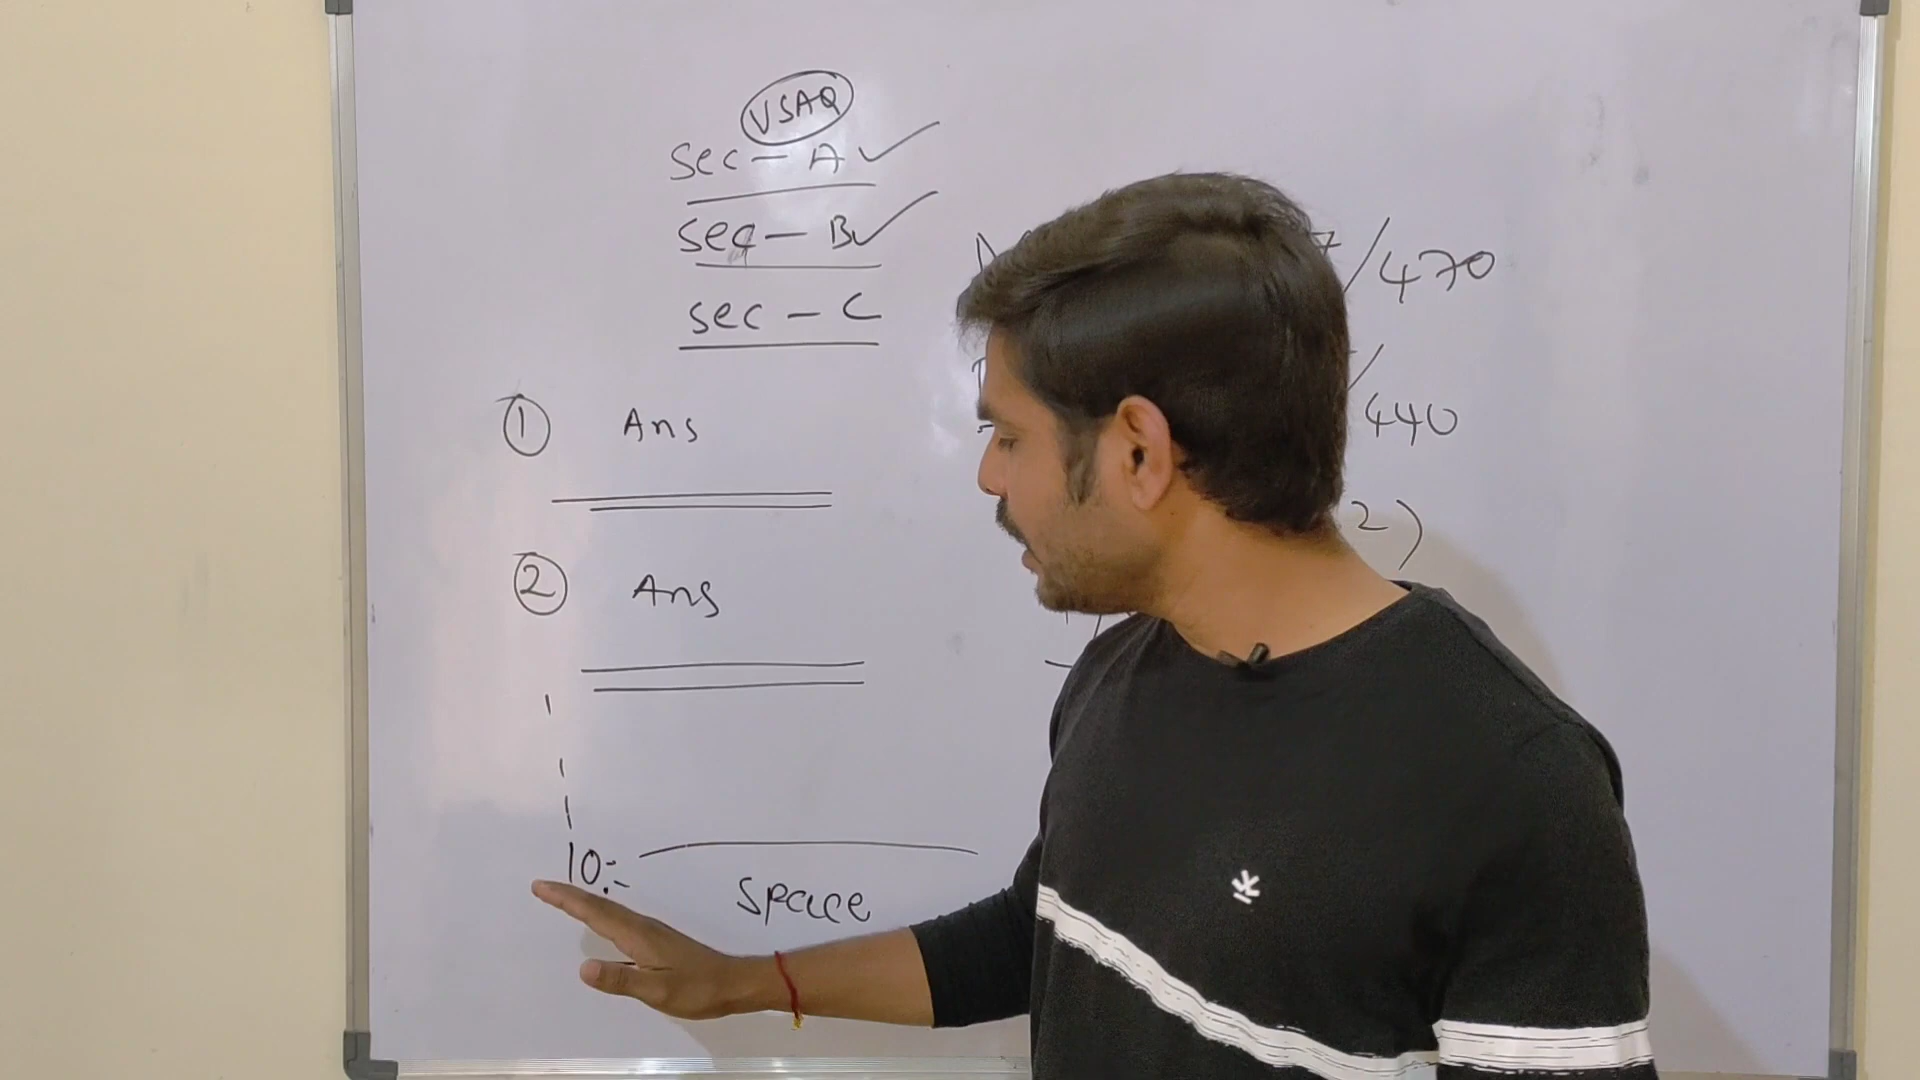 VSAQ
Sec - A
Sec - B
Sec - C
/470
/440
① Ans
2)
② Ans
10:-
Space